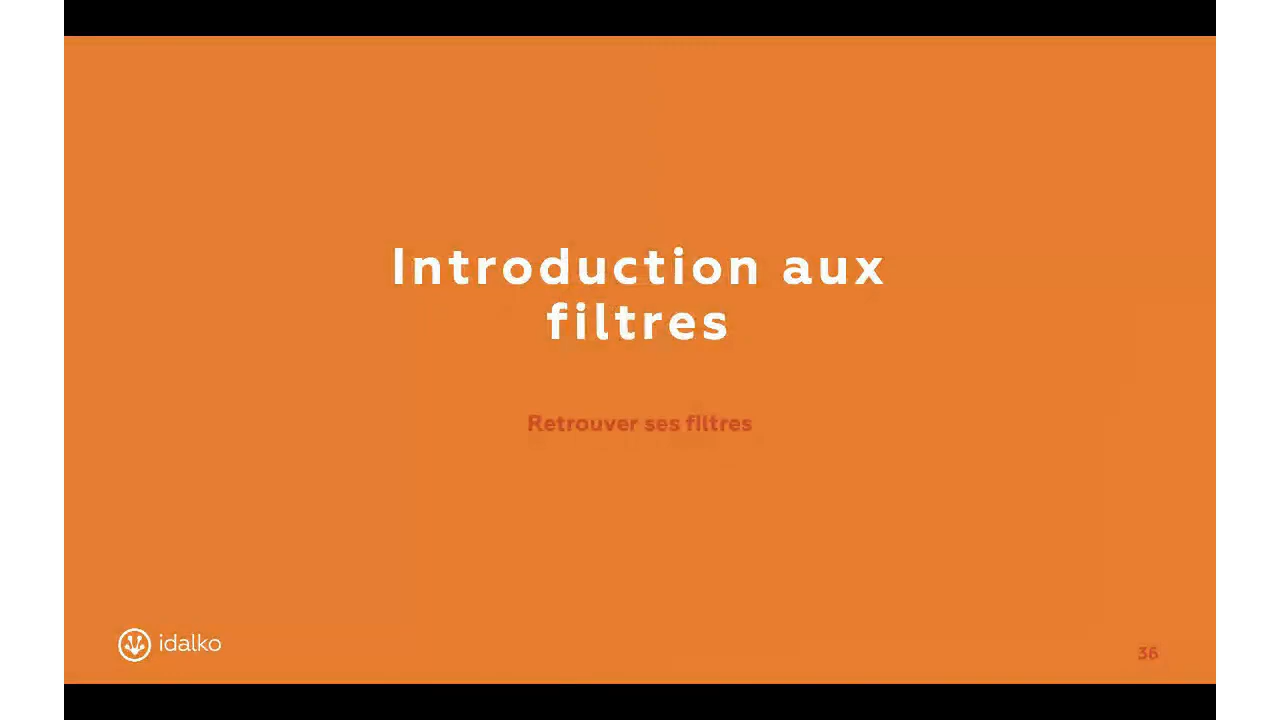 Introduction aux
filtres
Retrouver ses filtres
idalko
36